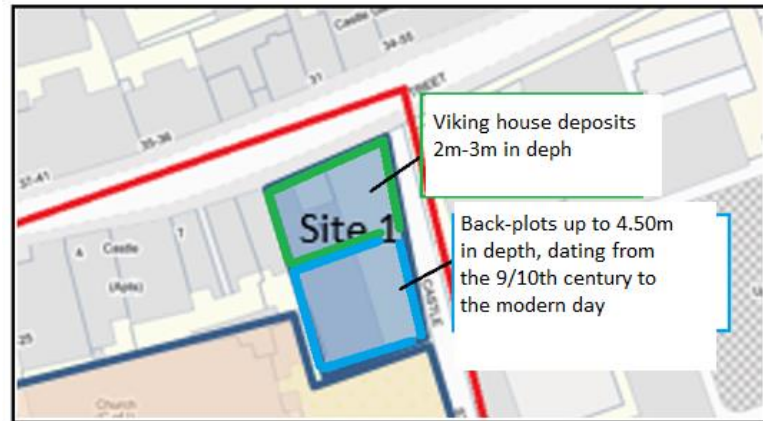 Castle
34-35
31
STREET
35-36
37-41
Viking house deposits
2m-3m in deph
Site 1
7
4
Castle
(Apts)
Back-plots up to 4.50m
in depth, dating from
the 9/10th century to
the modern day
CASTLE
-25
Church